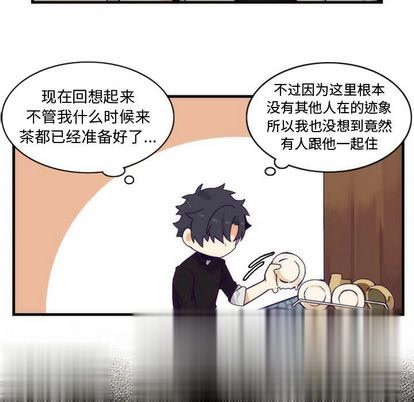 现在回想起来
不管我什么时候来
茶都已经准备好了...
不过因为这里根本
没有其他人在的迹象
所以我也没想到竟然
有人跟他一起住